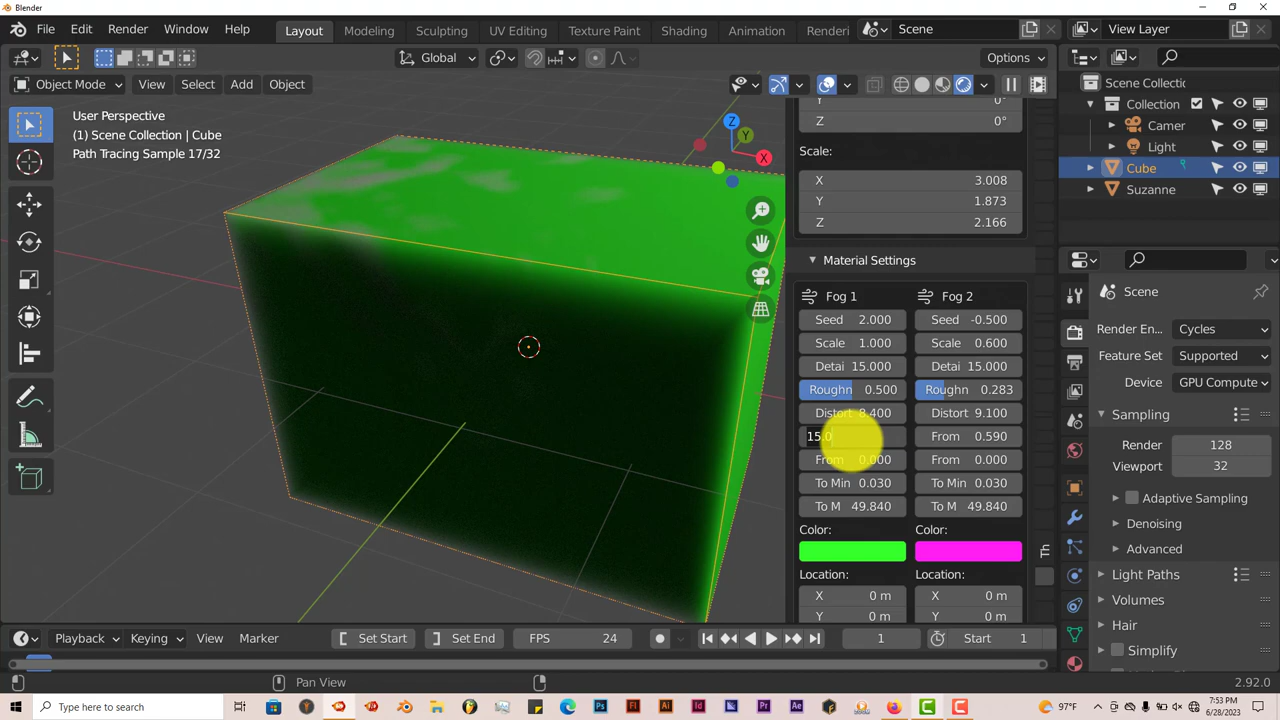 Blender
File Edit Render Window Help Layout Modeling Sculpting UV Editing Texture Paint Shading Animation Renderi Scene View Layer
Global Options
Object Mode View Select Add Object
User Perspective
(1) Scene Collection | Cube
Path Tracing Sample 17/32
Z
Y
X
Y 0°
Z 0°
Scale:
X 3.008
Y 1.873
Z 2.166
Material Settings
Fog 1 Fog 2
Seed 2.000 Seed -0.500
Scale 1.000 Scale 0.600
Detai 15.000 Detai 15.000
Roughn 0.500 Roughn 0.283
Distort 8.400 Distort 9.100
15.0 From 0.590
From 0.000 From 0.000
To Min 0.030 To Min 0.030
To M 49.840 To M 49.840
Color: Color:
Location: Location:
X 0 m X 0 m
Y 0 m Y 0 m
Scene Collectic
Collection
Camer
Light
Cube
Suzanne
Scene
Render En... Cycles
Feature Set Supported
Device GPU Compute
Sampling
Render 128
Viewport 32
Adaptive Sampling
Denoising
Advanced
Light Paths
Volumes
Hair
Simplify
Playback Keying View Marker Set Start Set End FPS 24 1 Start 1
Pan View 2.92.0
Type here to search
97°F
7:53 PM
6/28/2023